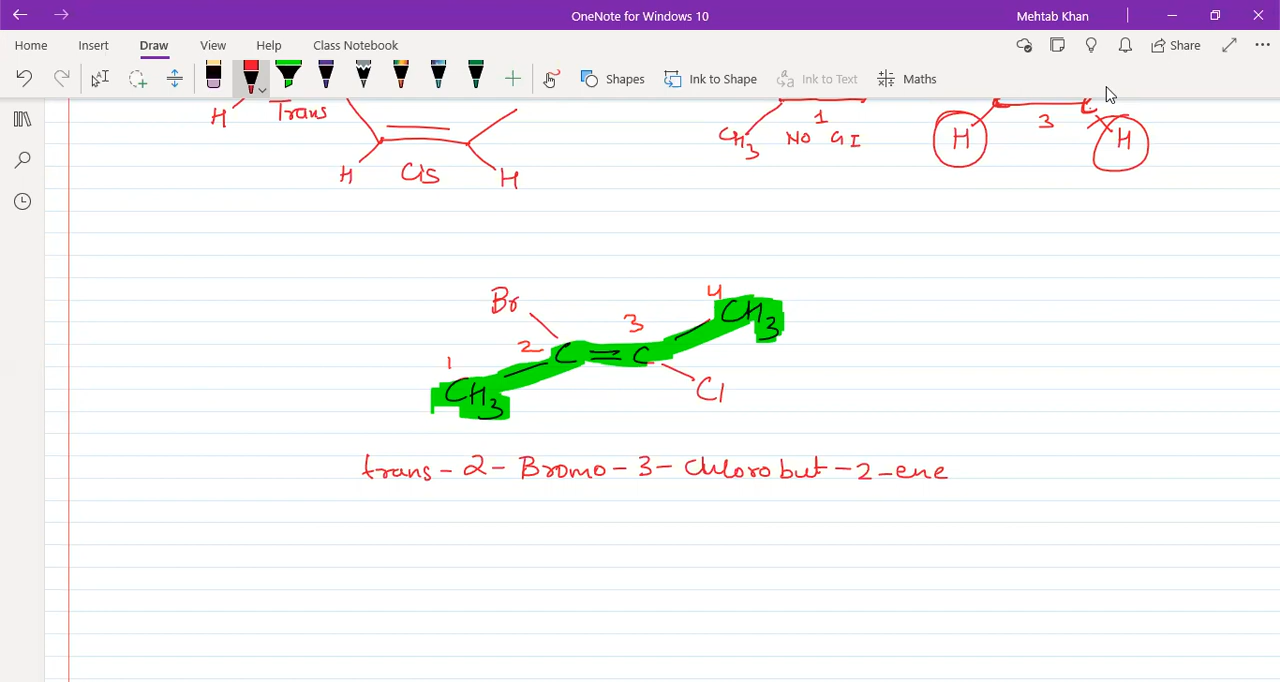 OneNote for Windows 10
Mehtab Khan
Home Insert Draw View Help Class Notebook Share
Shapes Ink to Shape Ink to Text Maths
H Trans
H Cis H
CH3
1
NO GI
H 3 H
Br 3 4 CH3
1 2 C = C
CH3 Cl
trans - 2 - Bromo - 3 - Chlorobut - 2 - ene